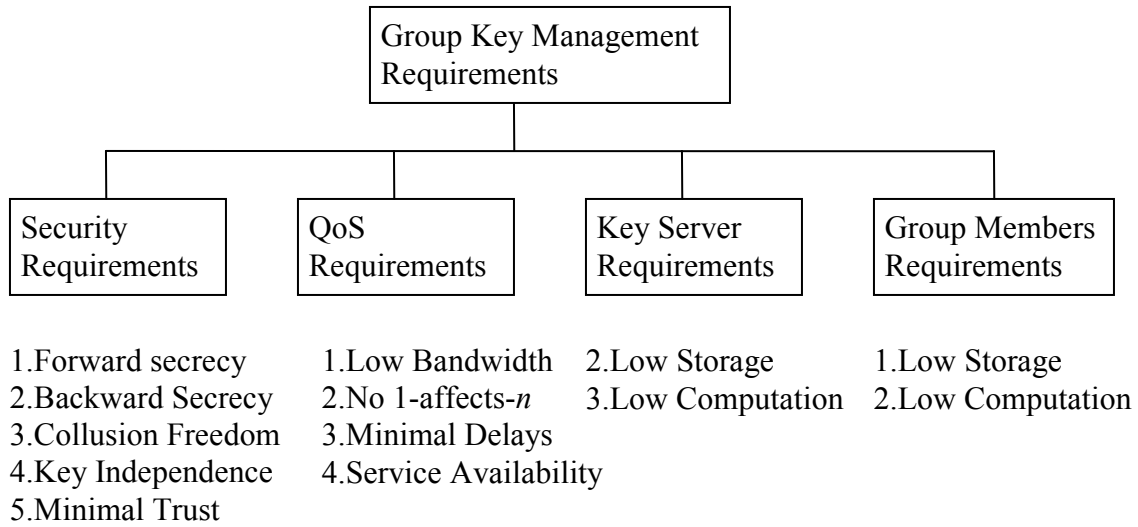 Group Key Management
Requirements
Security
Requirements
QoS
Requirements
Key Server
Requirements
Group Members
Requirements
1.Forward secrecy
2.Backward Secrecy
3.Collusion Freedom
4.Key Independence
5.Minimal Trust
1.Low Bandwidth
2.No 1-affects-n
3.Minimal Delays
4.Service Availability
2.Low Storage
3.Low Computation
1.Low Storage
2.Low Computation